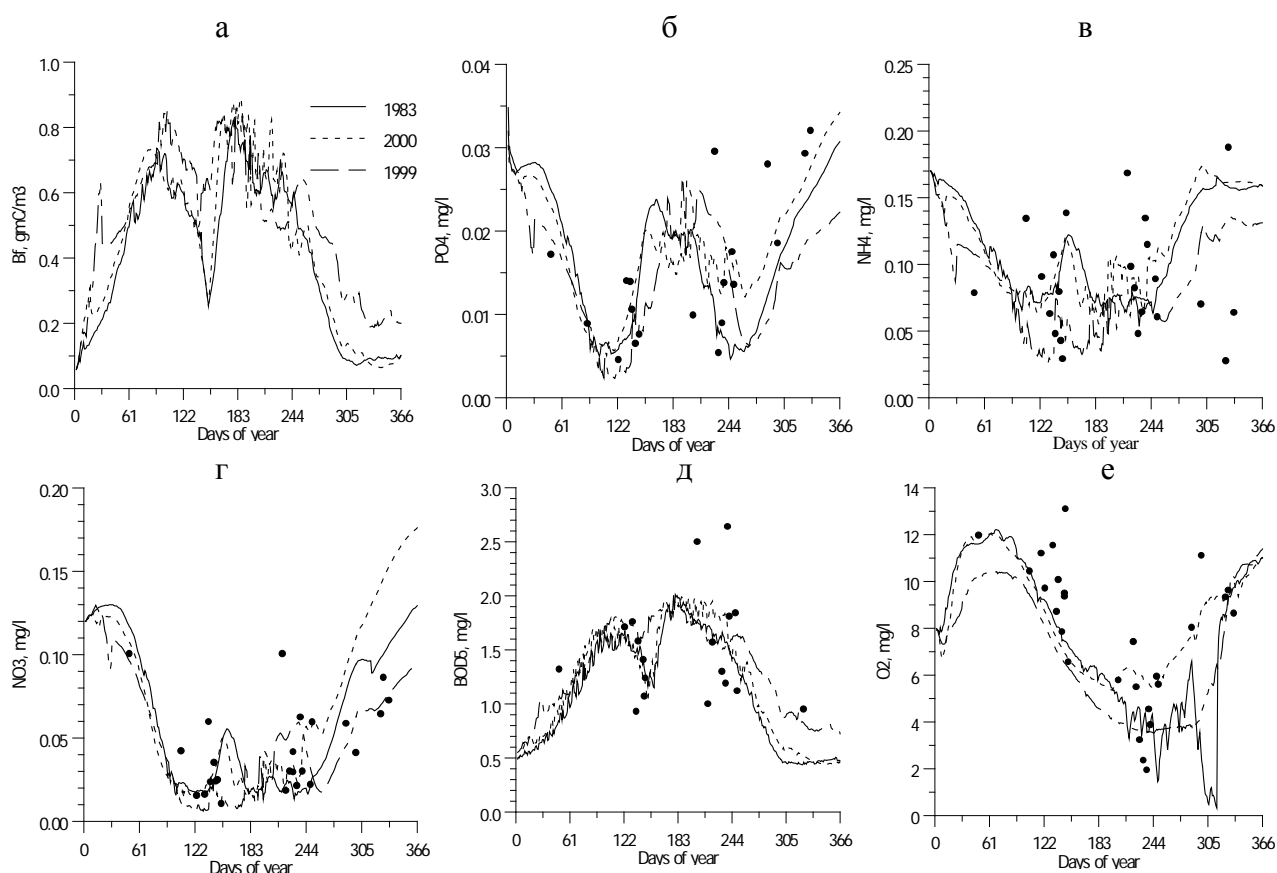 а
б
в
1.0
0.8
0.6
0.4
0.2
0.0
Bf, gmC/m3
1983
2000
1999
0 61 122 183 244 305 366
Days of year
0.04
0.03
0.02
0.01
0.00
PO4, mg/l
0 61 122 183 244 305 366
Days of year
0.25
0.20
0.15
0.10
0.05
0.00
NH4, mg/l
0 61 122 183 244 305 366
Days of year
г
д
е
0.20
0.15
0.10
0.05
0.00
NO3, mg/l
0 61 122 183 244 305 366
Days of year
3.0
2.5
2.0
1.5
1.0
0.5
0.0
BOD5, mg/l
0 61 122 183 244 305 366
Days of year
14
12
10
8
6
4
2
0
O2, mg/l
0 61 122 183 244 305 366
Days of year